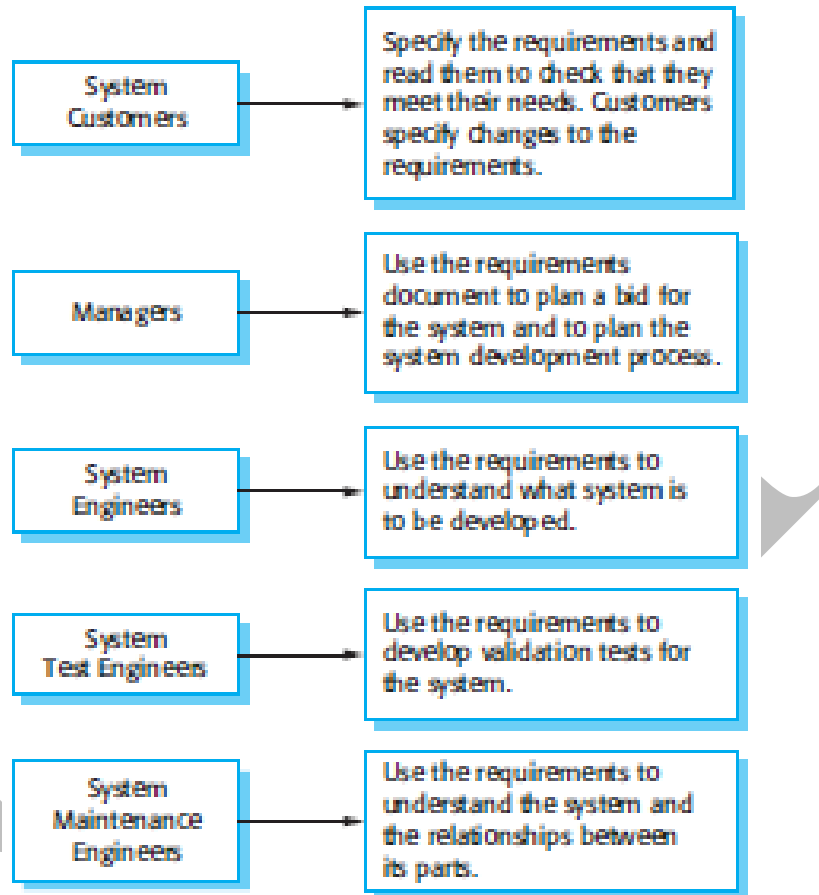 System
Customers
Specify the requirements and
read them to check that they
meet their needs. Customers
specify changes to the
requirements.
Managers
Use the requirements
document to plan a bid for
the system and to plan the
system development process.
System
Engineers
Use the requirements to
understand what system is
to be developed.
System
Test Engineers
Use the requirements to
develop validation tests for
the system.
System
Maintenance
Engineers
Use the requirements to
understand the system and
the relationships between
its parts.